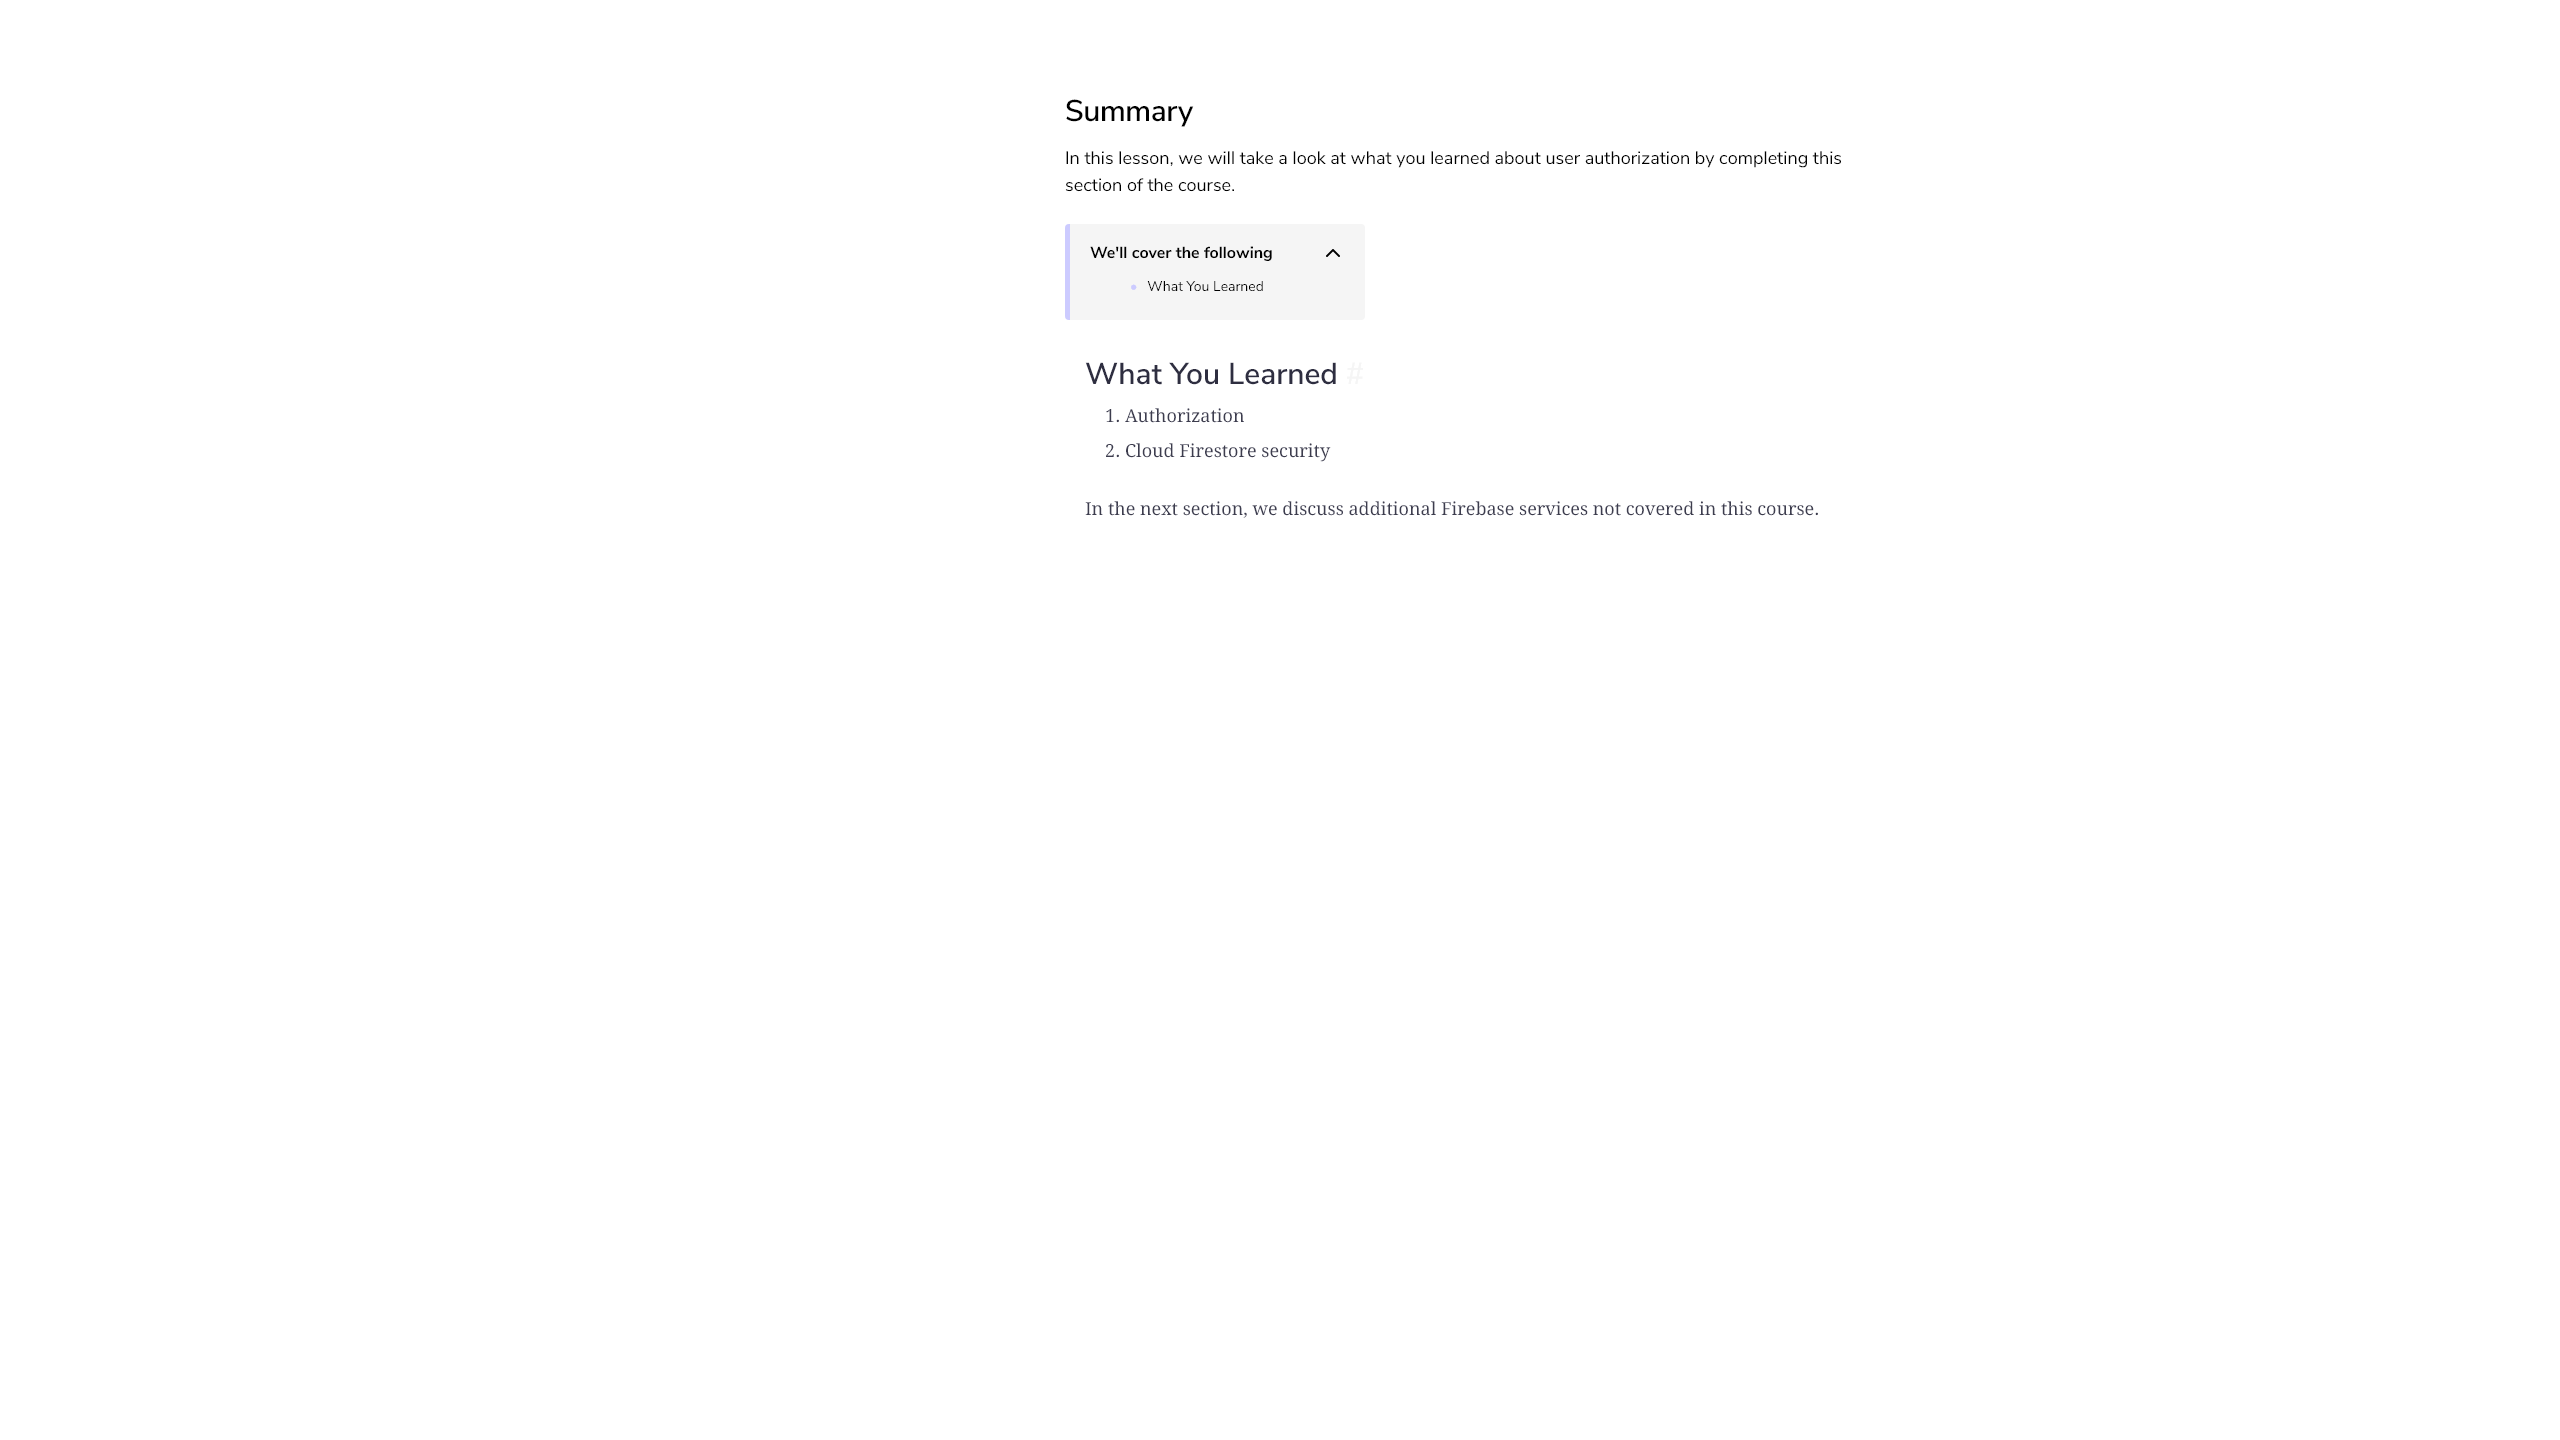 Summary
In this lesson, we will take a look at what you learned about user authorization by completing this
section of the course.
We'll cover the following
• What You Learned
What You Learned #
1. Authorization
2. Cloud Firestore security
In the next section, we discuss additional Firebase services not covered in this course.